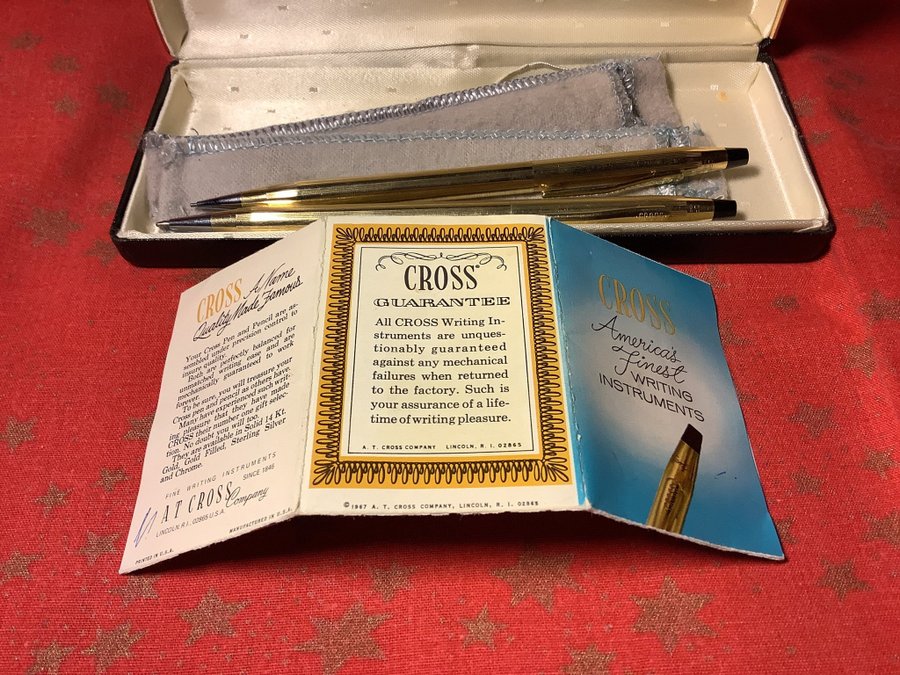 CROSS A Name
Quality Made Famous
Your Cross Pen and Pencil are as-
sembled under precision control to
insure quality.
Both are perfectly balanced for
unmatched writing ease and are
mechanically guaranteed to work
forever.
To be sure, you will treasure your
Cross pen and pencil as others have.
Many have experienced such writ-
ing pleasure that they have made
CROSS their number one gift selec-
tion. No doubt you will too.
They are available in Solid 14 Kt.
Gold, Gold Filled, Sterling Silver
and Chrome.
FINE WRITING INSTRUMENTS
SINCE 1846
A T CROSS Company
LINCOLN R.I., 02865 U.S.A.
MANUFACTURED IN U.S.A.
PRINTED IN U.S.A.
CROSS®
GUARANTEE
All CROSS Writing In-
struments are unques-
tionably guaranteed
against any mechanical
failures when returned
to the factory. Such is
your assurance of a life-
time of writing pleasure.
A. T. CROSS COMPANY LINCOLN, R. I. 02865
© 1967 A. T. CROSS COMPANY, LINCOLN, R. I. 02865
CROSS
America's
Finest
WRITING
INSTRUMENTS
CROSS